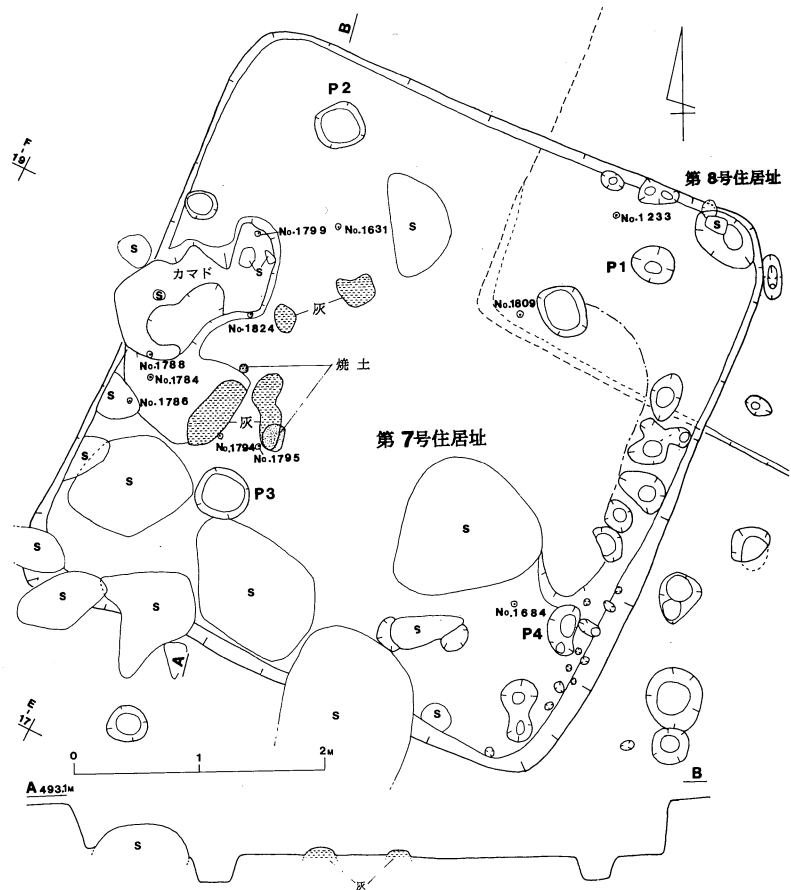 B
P2
F
19
第8号住居址
No.1799
No.1631
S
No.1233
S
S
カマド
S
P1
S
No.1809
灰
No.1824
No.1788
焼土
No.1784
S
No.1786
灰
第7号住居址
No.1794
No.1795
S
S
P3
S
S
S
S
S
No.1684
P4
S
A
E
17
S
S
0 1 2M
B
A 493.1M
S
灰